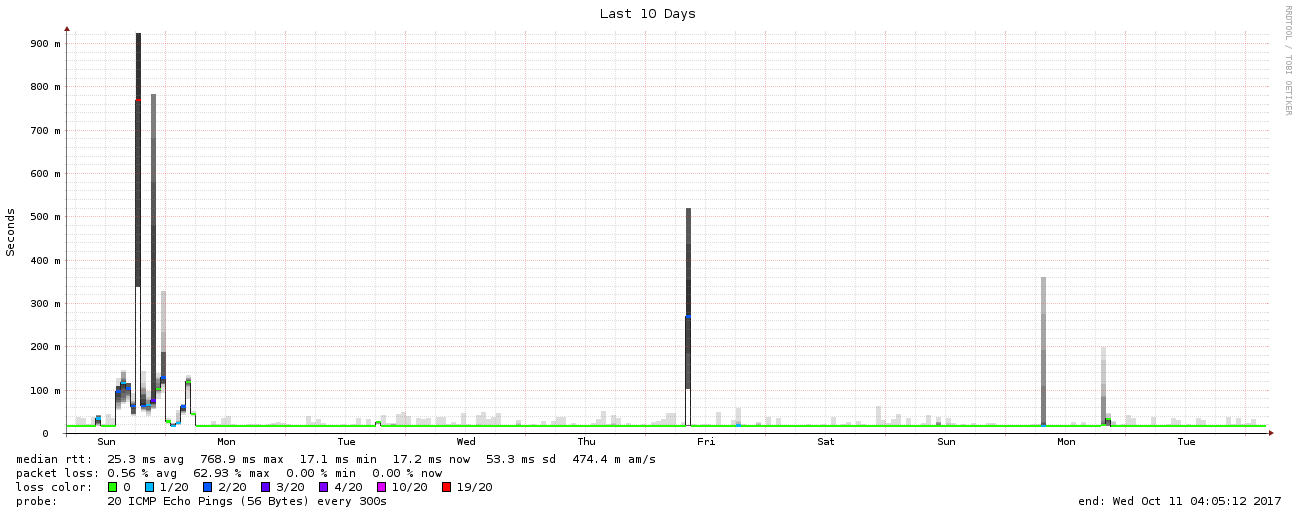 Last 10 Days
RRDTOOL / TOBI OETIKER
Seconds
900 m
800 m
700 m
600 m
500 m
400 m
300 m
200 m
100 m
0
Sun Mon Tue Wed Thu Fri Sat Sun Mon Tue
median rtt: 25.3 ms avg 768.9 ms max 17.1 ms min 17.2 ms now 53.3 ms sd 474.4 m am/s
packet loss: 0.56 % avg 62.93 % max 0.00 % min 0.00 % now
loss color: 0 1/20 2/20 3/20 4/20 10/20 19/20
probe: 20 ICMP Echo Pings (56 Bytes) every 300s end: Wed Oct 11 04:05:12 2017